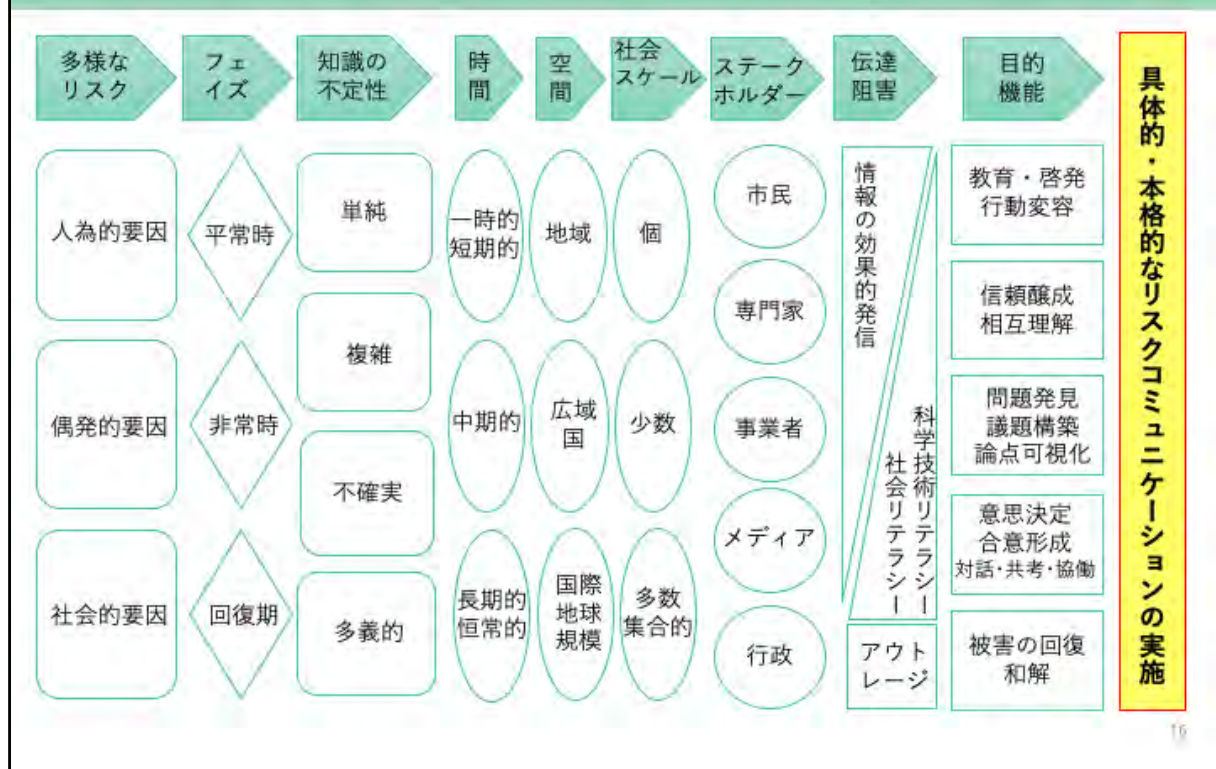 多様な
リスク
フェ
イズ
知識の
不定性
時
間
空
間
社会
スケール
ステーク
ホルダー
伝達
阻害
目的
機能
人為的要因
偶発的要因
社会的要因
平常時
非常時
回復期
単純
複雑
不確実
多義的
一時的
短期的
中期的
長期的
恒常的
地域
広域
国
国際
地球
規模
個
少数
多数
集合的
市民
専門家
事業者
メディア
行政
情報の効果的発信
科学技術リテラシー
社会リテラシー
アウト
レージ
教育・啓発
行動変容
信頼醸成
相互理解
問題発見
議題構築
論点可視化
意思決定
合意形成
対話・共考・協働
被害の回復
和解
具体的・本格的なリスクコミュニケーションの実施
16